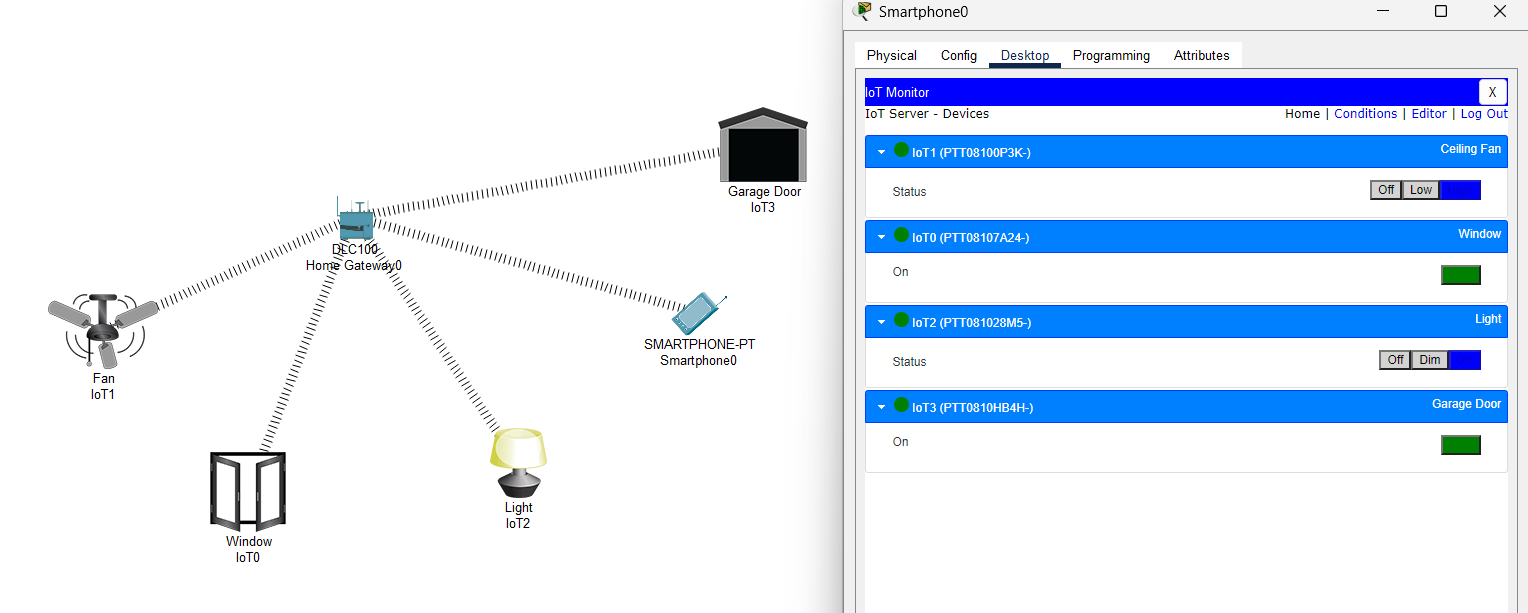 Smartphone0
Physical Config Desktop Programming Attributes
IoT Monitor X
IoT Server - Devices Home | Conditions | Editor | Log Out
IoT1 (PTT08100P3K-) Ceiling Fan
Status Off Low
IoT0 (PTT08107A24-) Window
On
IoT2 (PTT081028M5-) Light
Status Off Dim
IoT3 (PTT0810HB4H-) Garage Door
On
Garage Door
IoT3
DLC100
Home Gateway0
SMARTPHONE-PT
Smartphone0
Fan
IoT1
Light
IoT2
Window
IoT0